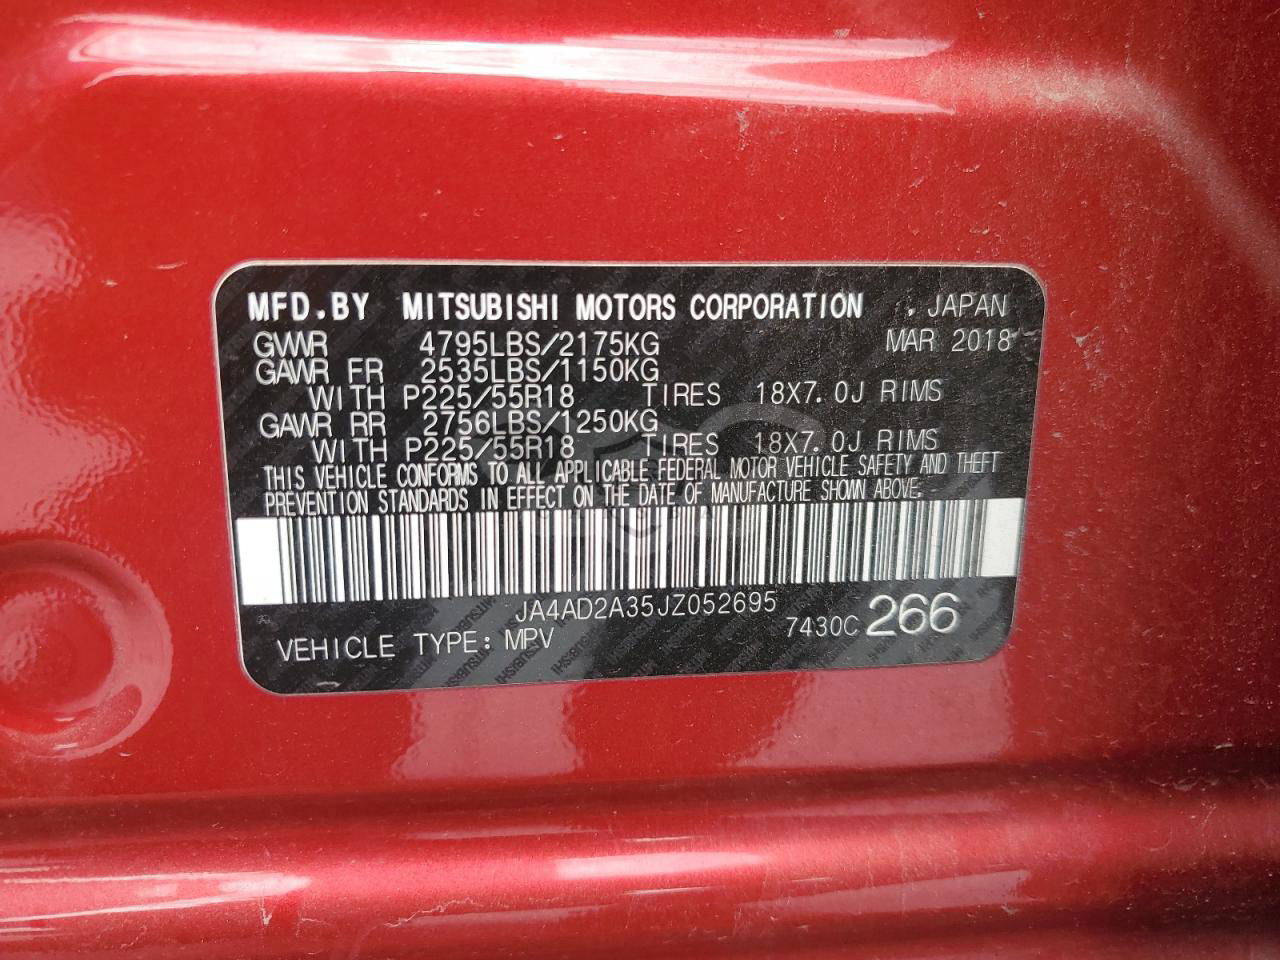 MFD.BY MITSUBISHI MOTORS CORPORATION . JAPAN
GVWR 4795LBS/2175KG MAR 2018
GAWR FR 2535LBS/1150KG
WITH P225/55R18 TIRES 18X7.0J RIMS
GAWR RR 2756LBS/1250KG
WITH P225/55R18 TIRES 18X7.0J RIMS
THIS VEHICLE CONFORMS TO ALL APPLICABLE FEDERAL MOTOR VEHICLE SAFETY AND THEFT
PREVENTION STANDARDS IN EFFECT ON THE DATE OF MANUFACTURE SHOWN ABOVE.
JA4AD2A35JZ052695
VEHICLE TYPE: MPV 7430C 266